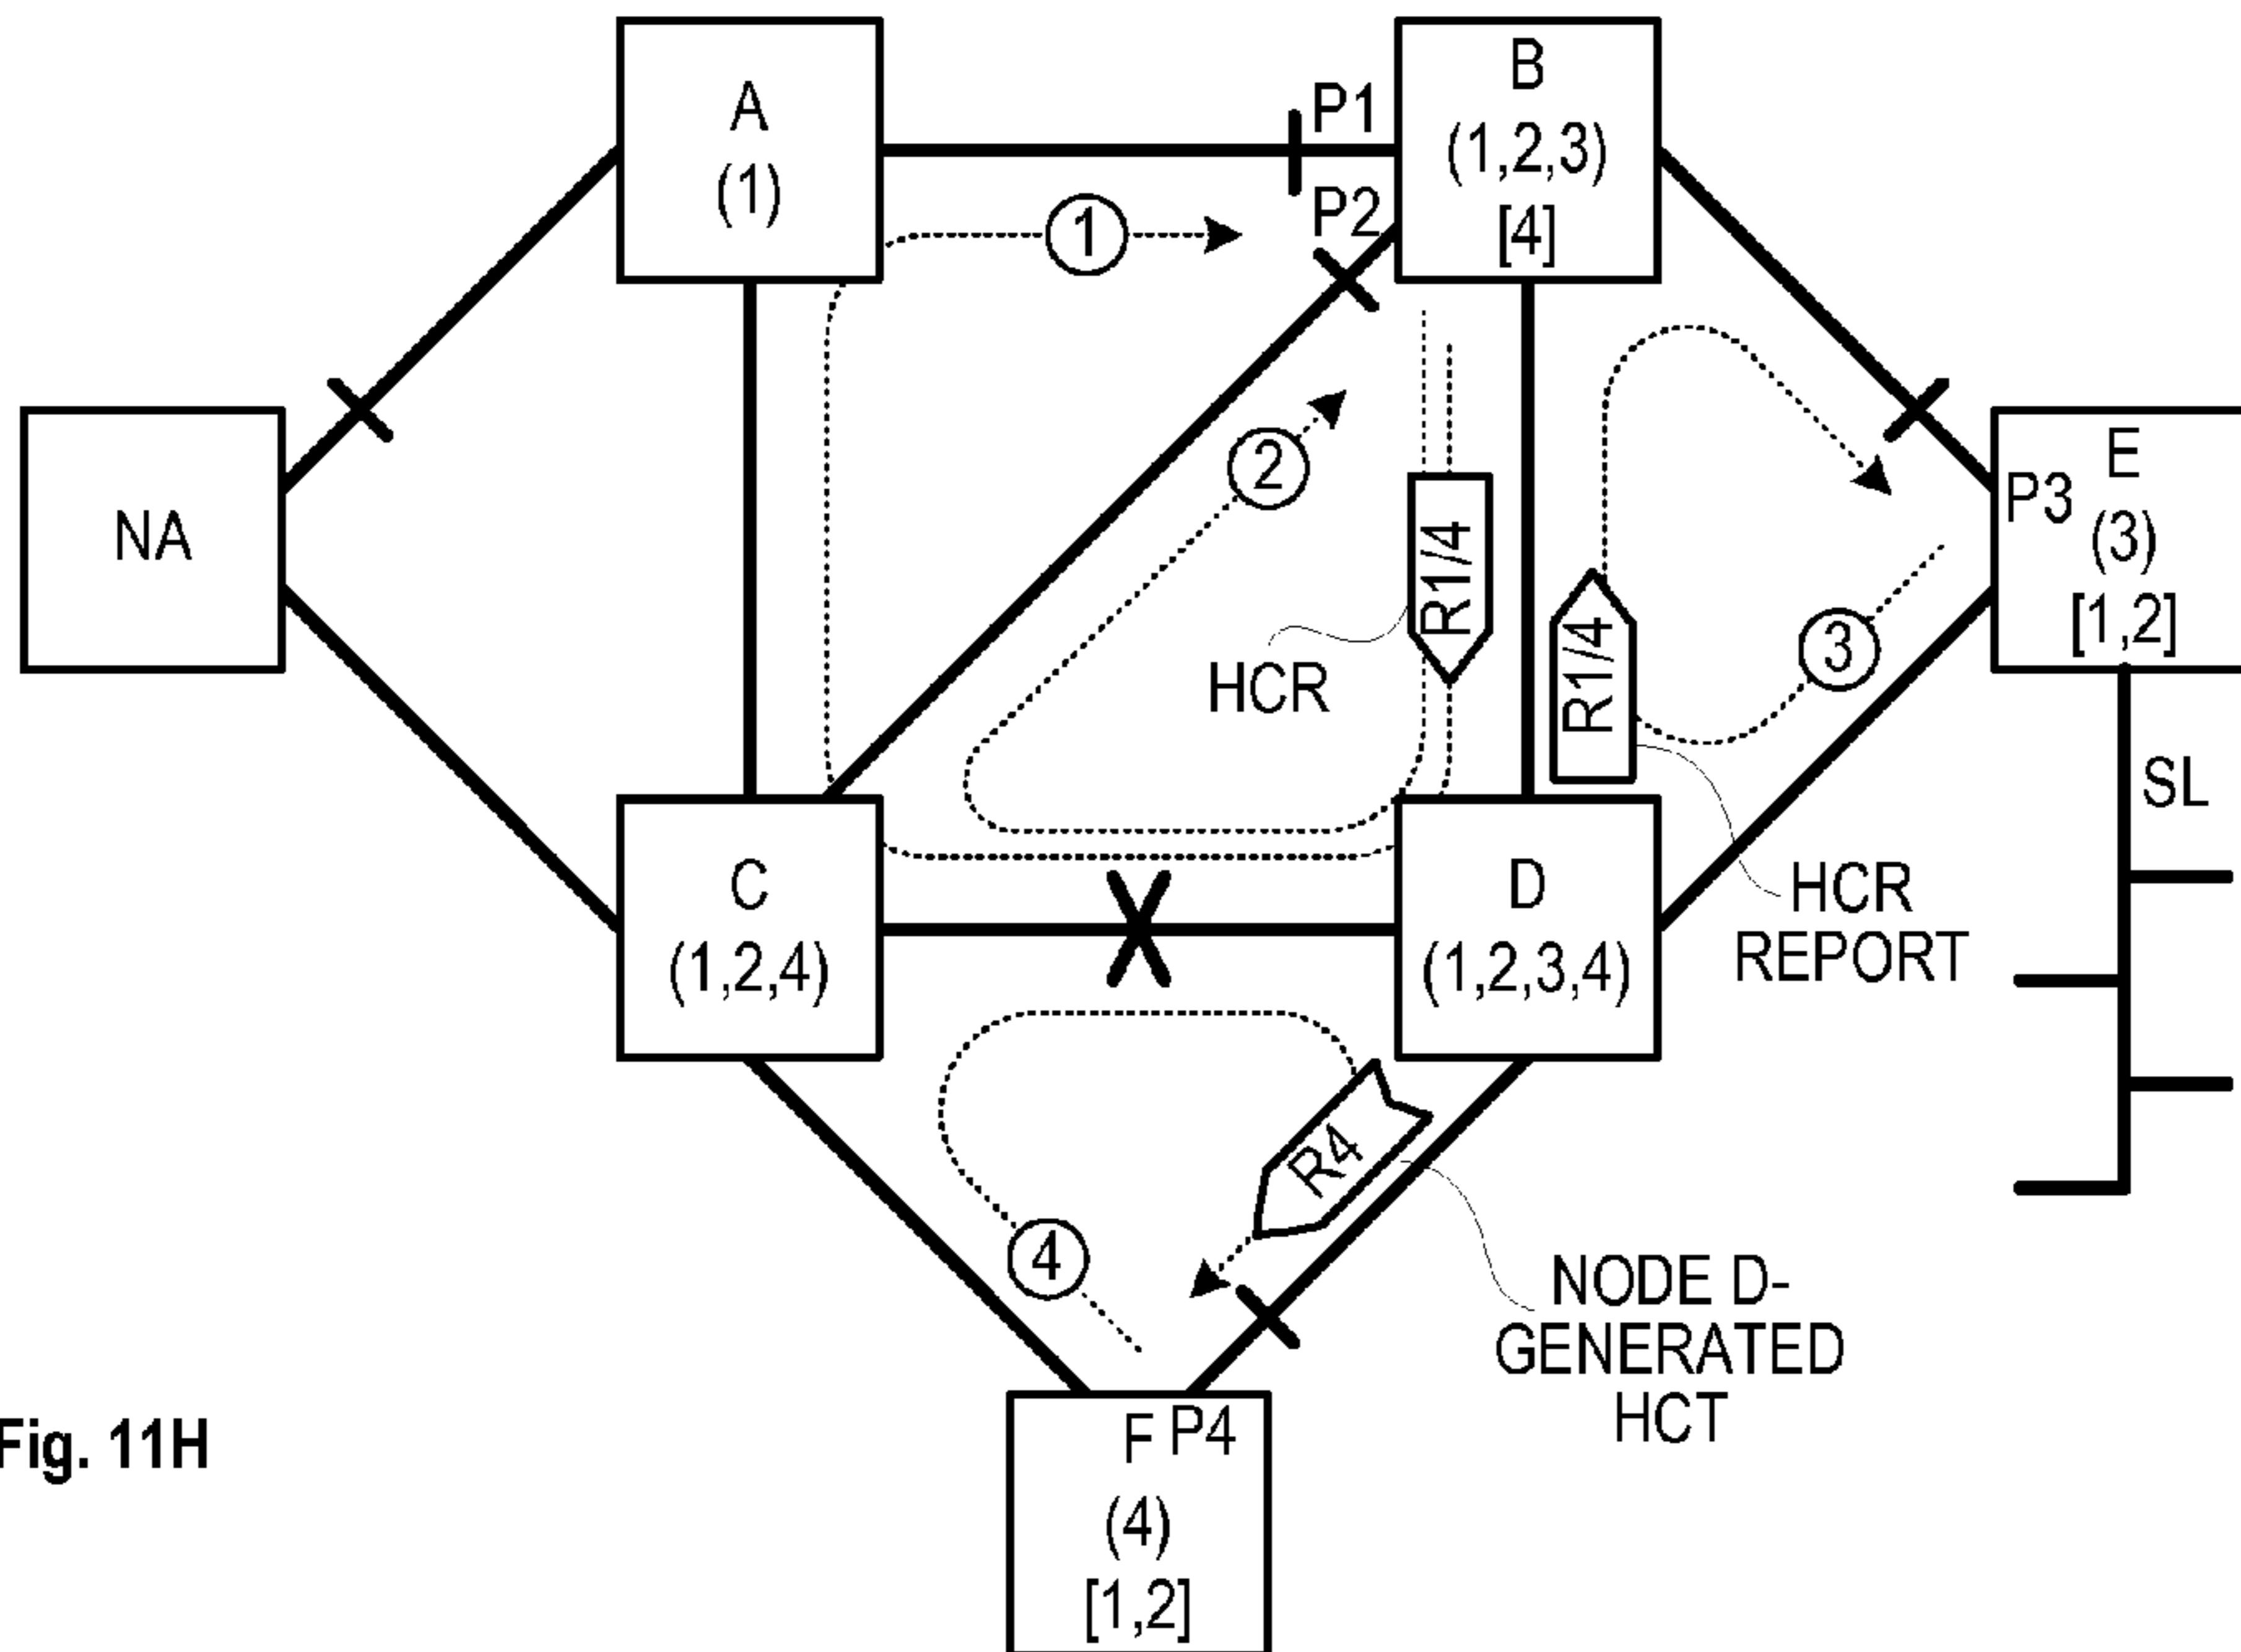 A
(1)
P1
P2
B
(1,2,3)
[4]
1
NA
2
R1/4
HCR
R1/4
3
P3
E
(3)
[1,2]
SL
C
(1,2,4)
D
(1,2,3,4)
HCR
REPORT
R4
4
NODE D-
GENERATED
HCT
F P4
(4)
[1,2]
Fig. 11H